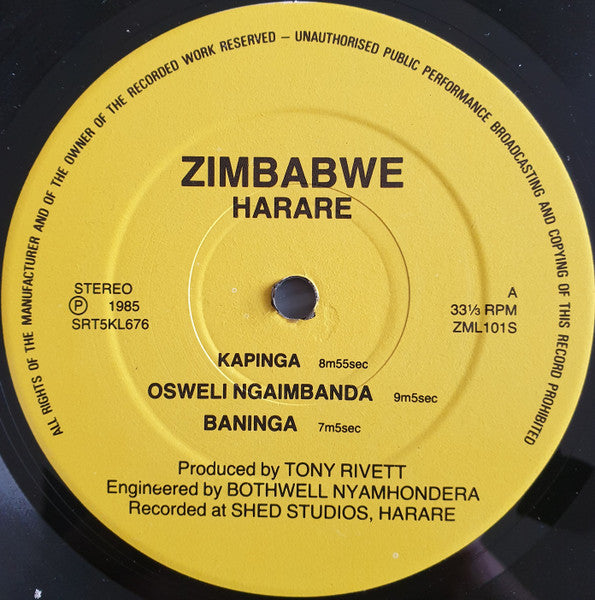 ALL RIGHTS OF THE MANUFACTURER AND OF THE OWNER OF THE RECORDED WORK RESERVED – UNAUTHORISED PUBLIC PERFORMANCE BROADCASTING AND COPYING OF THIS RECORD PROHIBITED
ZIMBABWE
HARARE
STEREO
Ⓟ 1985
SRT5KL676
A
33⅓ RPM
ZML101S
KAPINGA 8m55sec
OSWELI NGAIMBANDA 9m5sec
BANINGA 7m5sec
Produced by TONY RIVETT
Engineered by BOTHWELL NYAMHONDERA
Recorded at SHED STUDIOS, HARARE